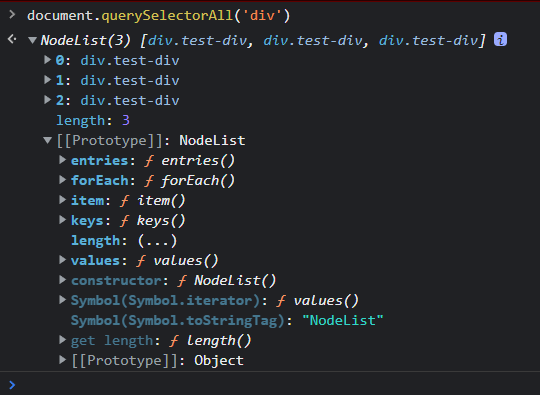 > document.querySelectorAll('div')
NodeList(3) [div.test-div, div.test-div, div.test-div] i
0: div.test-div
1: div.test-div
2: div.test-div
length: 3
[[Prototype]]: NodeList
entries: ƒ entries()
forEach: ƒ forEach()
item: ƒ item()
keys: ƒ keys()
length: (...)
values: ƒ values()
constructor: ƒ NodeList()
Symbol(Symbol.iterator): ƒ values()
Symbol(Symbol.toStringTag): "NodeList"
get length: ƒ length()
[[Prototype]]: Object
>